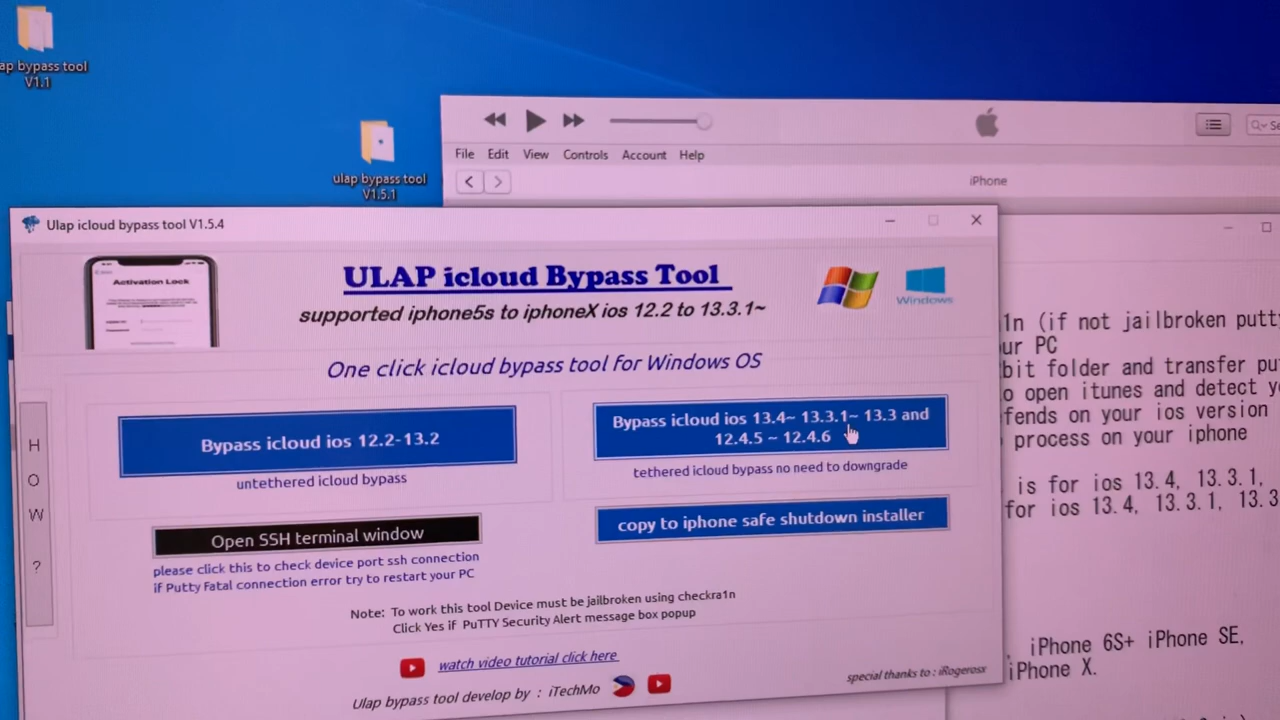 ap bypass tool
V1.1
ulap bypass tool
V1.5.1
File Edit View Controls Account Help
iPhone
Ulap icloud bypass tool V1.5.4
Activation Lock
ULAP icloud Bypass Tool
supported iphone5s to iphoneX ios 12.2 to 13.3.1~
Windows
One click icloud bypass tool for Windows OS
H
O
W
?
Bypass icloud ios 12.2-13.2
untethered icloud bypass
Bypass icloud ios 13.4~ 13.3.1~ 13.3 and
12.4.5 ~ 12.4.6
tethered icloud bypass no need to downgrade
Open SSH terminal window
please click this to check device port ssh connection
if Putty Fatal connection error try to restart your PC
copy to iphone safe shutdown installer
Note: To work this tool Device must be jailbroken using checkra1n
Click Yes if PuTTY Security Alert message box popup
watch video tutorial click here
Ulap bypass tool develop by : iTechMo
special thanks to : iRogerosx
1n (if not jailbroken putt
ur PC
bit folder and transfer pu
o open itunes and detect y
fends on your ios version
process on your iphone
is for ios 13.4, 13.3.1,
for ios 13.4, 13.3.1, 13.3
iPhone 6S+ iPhone SE,
iPhone X.